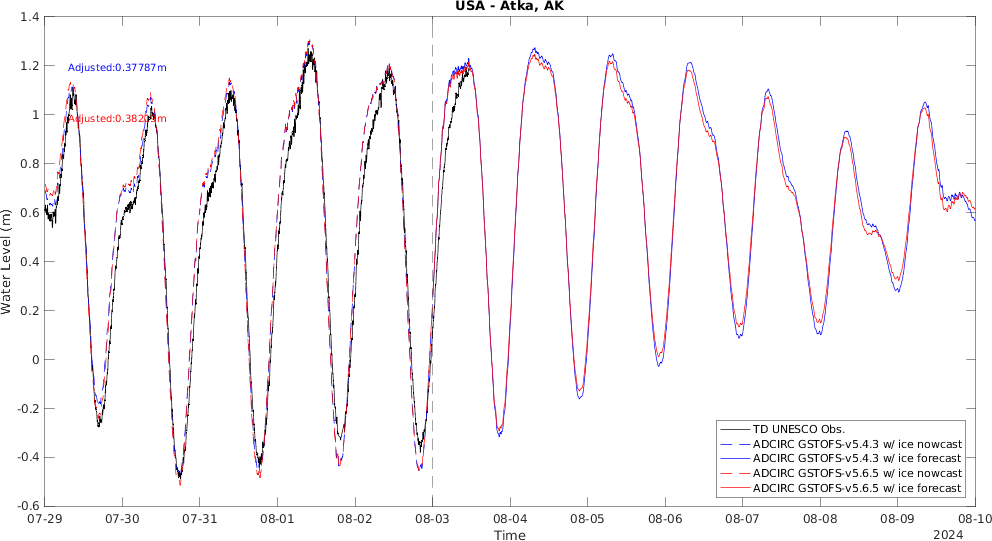 USA - Atka, AK
1.4
1.2
1
0.8
0.6
0.4
0.2
0
-0.2
-0.4
-0.6
Water Level (m)
Adjusted:0.37787m
07-29
07-30
07-31
08-01
08-02
08-03
08-04
08-05
08-06
08-07
08-08
08-09
08-10
Time
2024
TD UNESCO Obs.
ADCIRC GSTOFS-v5.4.3 w/ ice nowcast
ADCIRC GSTOFS-v5.4.3 w/ ice forecast
ADCIRC GSTOFS-v5.6.5 w/ ice nowcast
ADCIRC GSTOFS-v5.6.5 w/ ice forecast